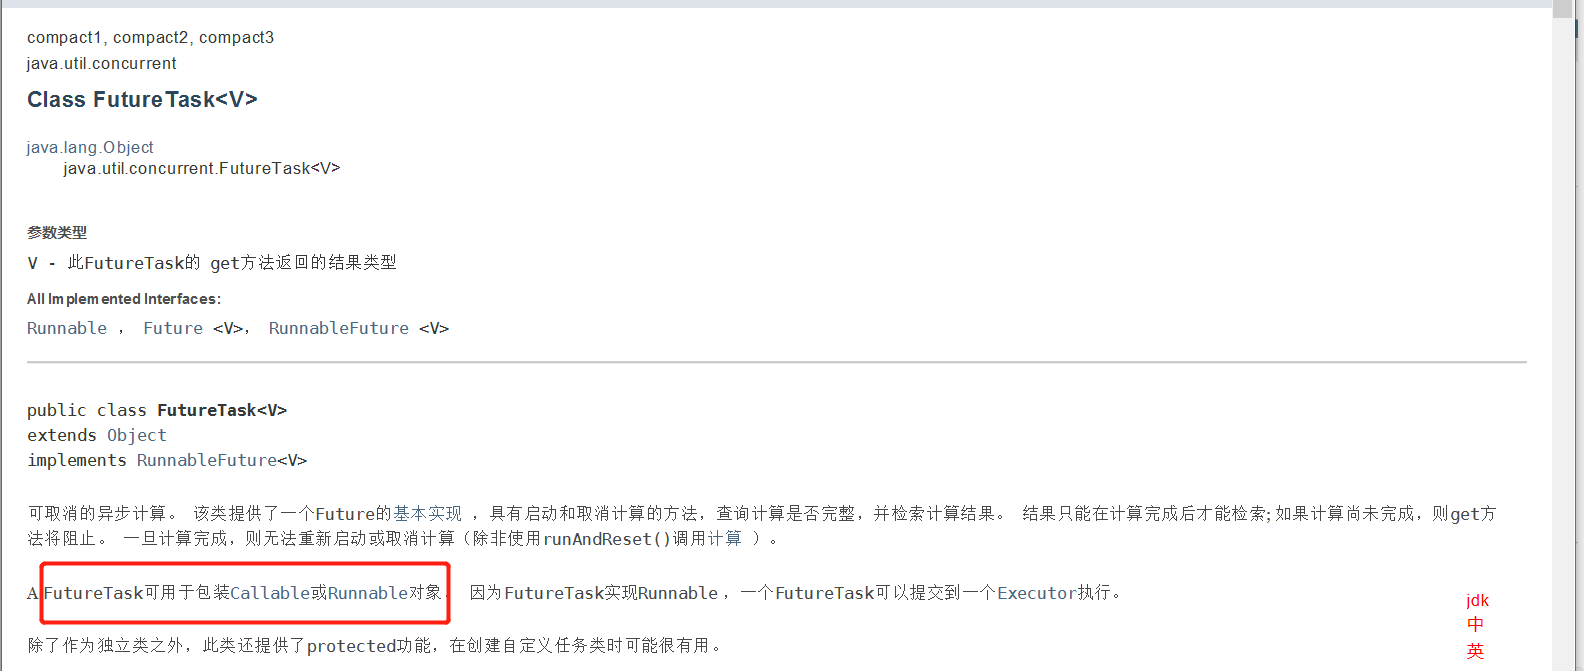 compact1, compact2, compact3
java.util.concurrent
Class FutureTask<V>
java.lang.Object
java.util.concurrent.FutureTask<V>
参数类型
V - 此FutureTask的 get方法返回的结果类型
All Implemented Interfaces:
Runnable ， Future <V>， RunnableFuture <V>
public class FutureTask<V>
extends Object
implements RunnableFuture<V>
可取消的异步计算。 该类提供了一个Future的基本实现 ，具有启动和取消计算的方法，查询计算是否完整，并检索计算结果。 结果只能在计算完成后才能检索; 如果计算尚未完成，则get方
法将阻止。 一旦计算完成，则无法重新启动或取消计算（除非使用runAndReset()调用计算 ）。
A FutureTask可用于包装Callable或Runnable对象。 因为FutureTask实现Runnable ，一个FutureTask可以提交到一个Executor执行。
除了作为独立类之外，此类还提供了protected功能，在创建自定义任务类时可能很有用。
jdk
中
英